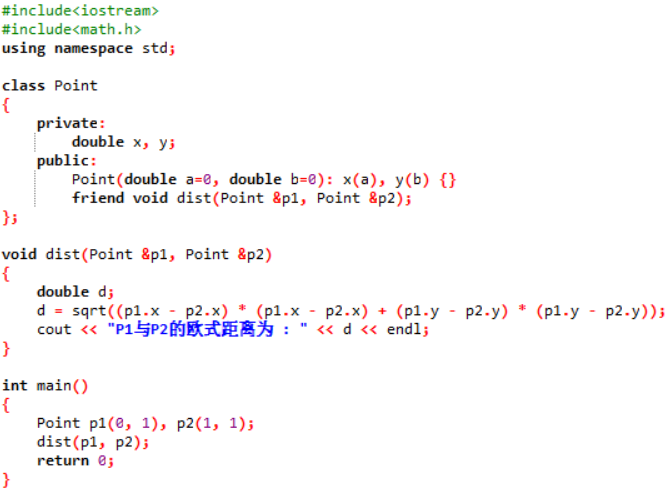 #include<iostream>
#include<math.h>
using namespace std;
class Point
{
private:
double x, y;
public:
Point(double a=0, double b=0): x(a), y(b) {}
friend void dist(Point &p1, Point &p2);
};
void dist(Point &p1, Point &p2)
{
double d;
d = sqrt((p1.x - p2.x) * (p1.x - p2.x) + (p1.y - p2.y) * (p1.y - p2.y));
cout << "P1与P2的欧式距离为 : " << d << endl;
}
int main()
{
Point p1(0, 1), p2(1, 1);
dist(p1, p2);
return 0;
}